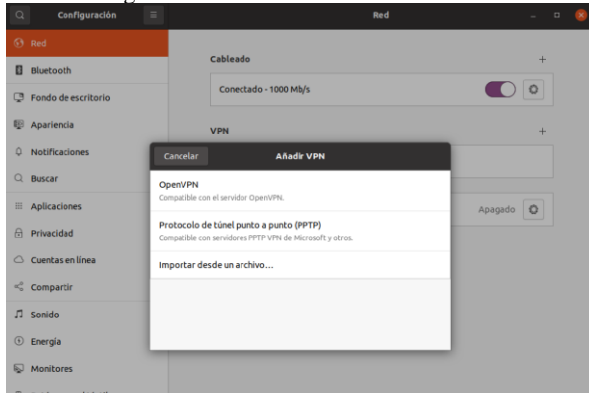 Configuración
Red
Red
Bluetooth
Fondo de escritorio
Apariencia
Notificaciones
Buscar
Aplicaciones
Privacidad
Cuentas en línea
Compartir
Sonido
Energía
Monitores
Cableado
Conectado - 1000 Mb/s
VPN
Apagado
Cancelar
Añadir VPN
OpenVPN
Compatible con el servidor OpenVPN.
Protocolo de túnel punto a punto (PPTP)
Compatible con servidores PPTP VPN de Microsoft y otros.
Importar desde un archivo...